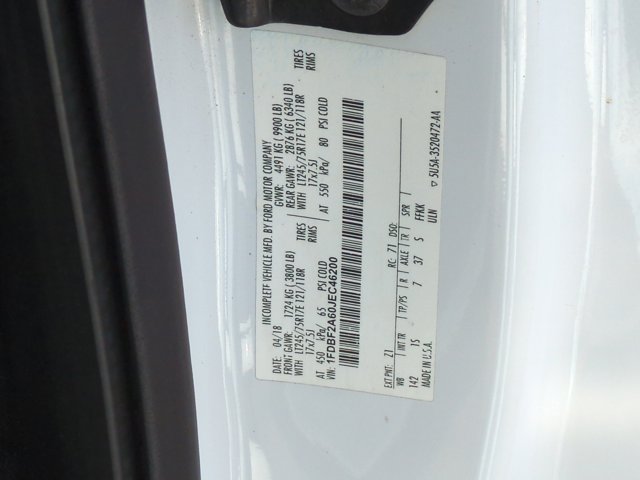 INCOMPLETE VEHICLE MFD. BY FORD MOTOR COMPANY
DATE: 04/18 GVWR: 4491 KG ( 9900 LB)
FRONT GAWR: 1724 KG ( 3800 LB) REAR GAWR: 2876 KG ( 6340 LB)
WITH LT245/75R17E 121/118R TIRES WITH LT245/75R17E 121/118R TIRES
17x7.5J RIMS 17x7.5J RIMS
AT 450 kPa/ 65 PSI COLD AT 550 kPa/ 80 PSI COLD
VIN: 1FDBF2A60JEC46200
EXT PNT: Z1 RC: 71 DSO:
WB INT TR TP/PS R AXLE TR SPR
142 15 7 37 S FFKK
MADE IN U.S.A. ULN
▽ 5U5A-3520472-AA